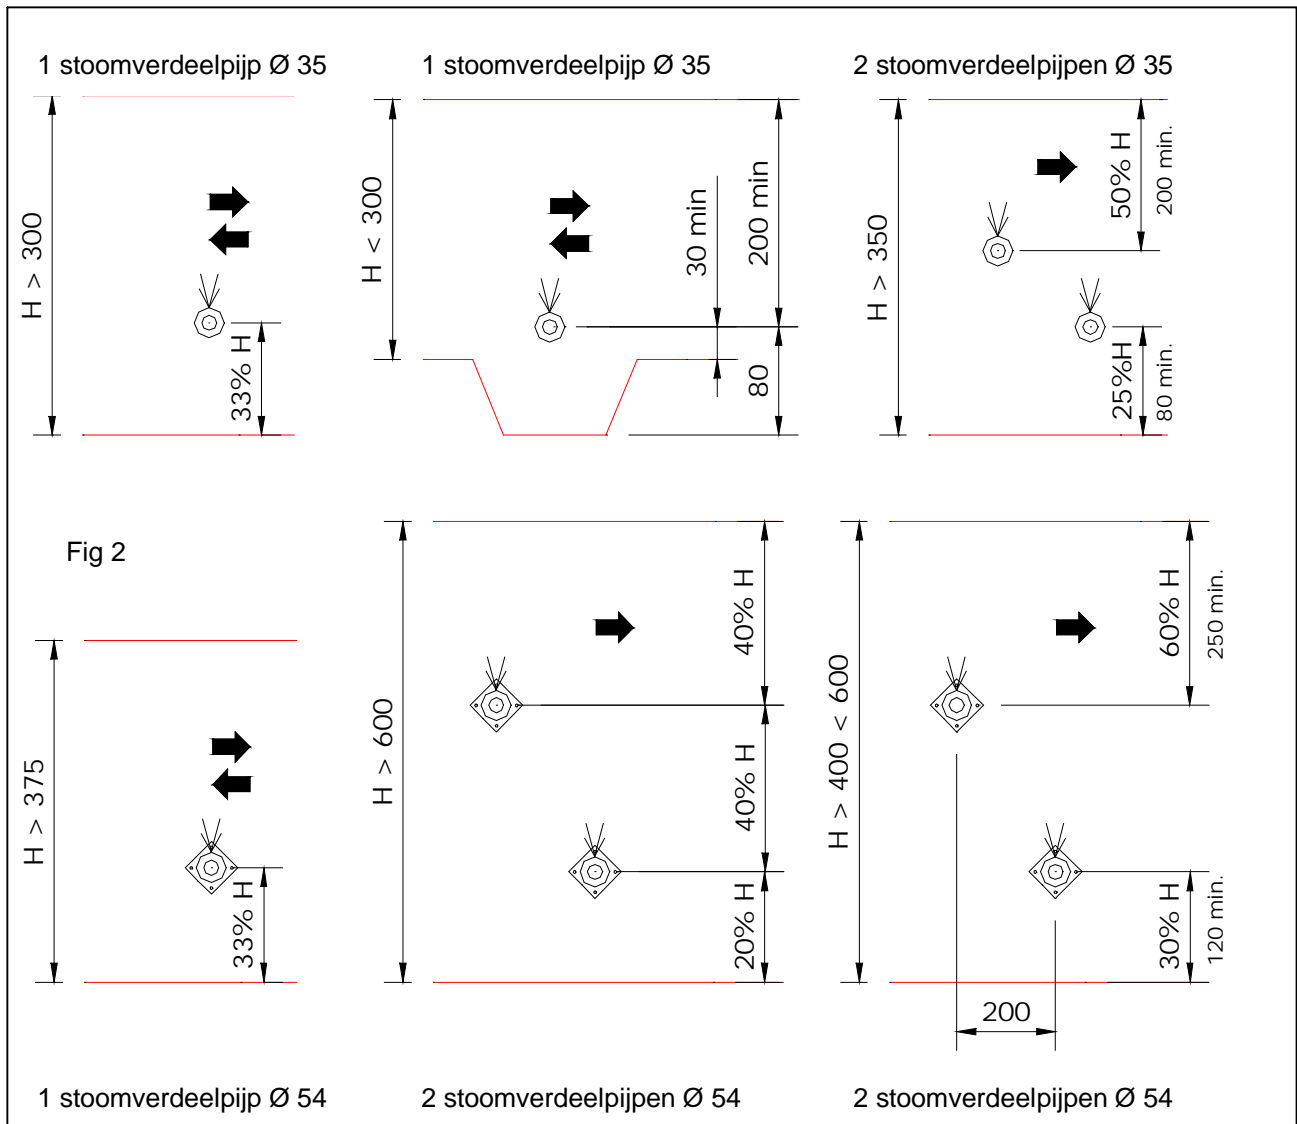 1 stoomverdeelpijp Ø 35
H > 300
33% H
1 stoomverdeelpijp Ø 35
H < 300
30 min
200 min
80
2 stoomverdeelpijpen Ø 35
H > 350
50% H
200 min.
25%H
80 min.
Fig 2
H > 375
33% H
1 stoomverdeelpijp Ø 54
H > 600
40% H
40% H
20% H
2 stoomverdeelpijpen Ø 54
H > 400 < 600
60% H
250 min.
30% H
120 min.
200
2 stoomverdeelpijpen Ø 54